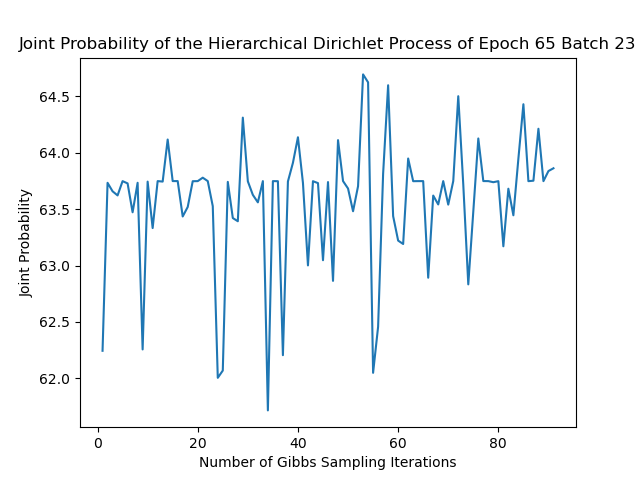 Joint Probability of the Hierarchical Dirichlet Process of Epoch 65 Batch 23
64.5
64.0
63.5
63.0
62.5
62.0
Joint Probability
0 20 40 60 80
Number of Gibbs Sampling Iterations